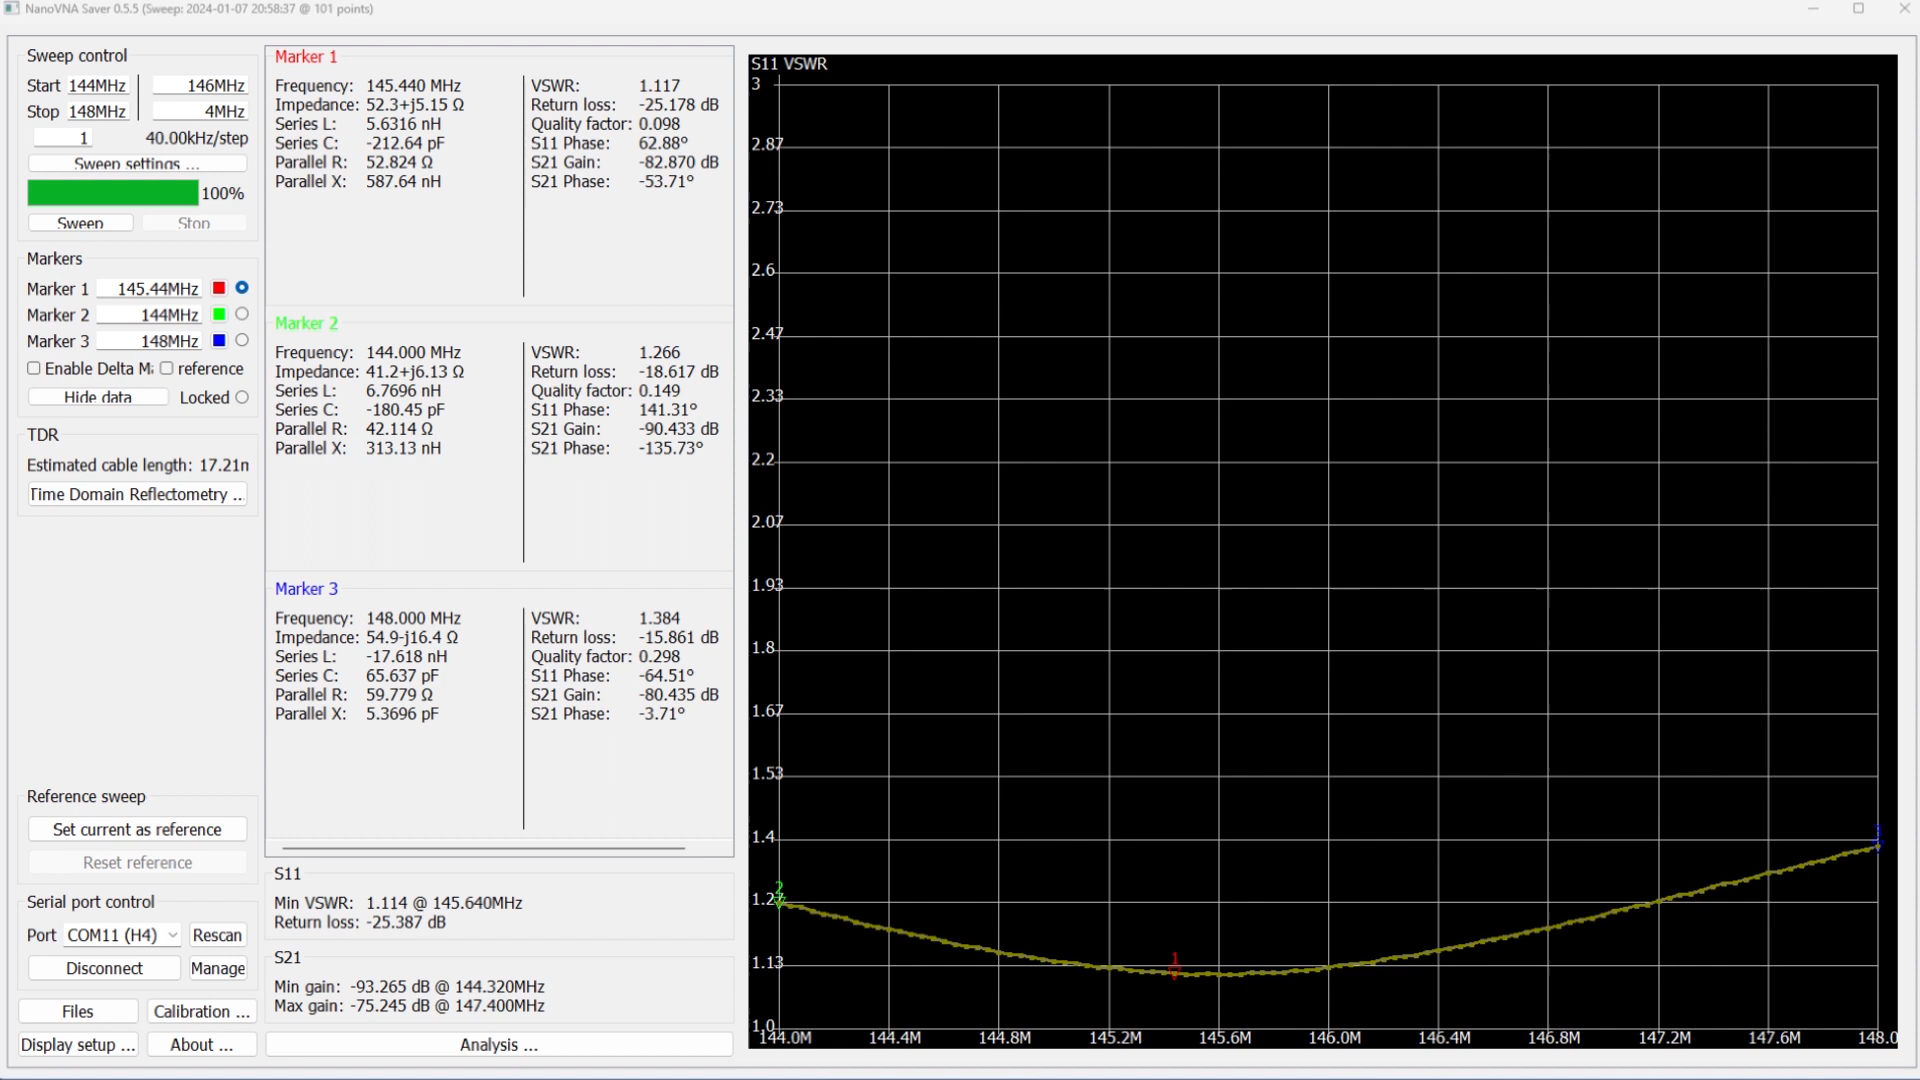 NanoVNA Saver 0.5.5 (Sweep: 2024-01-07 20:58:37 @ 101 points)
Sweep control
Start 144MHz 146MHz
Stop 148MHz 4MHz
1 40.00kHz/step
Sweep settings ...
100%
Sweep Stop
Markers
Marker 1 145.44MHz
Marker 2 144MHz
Marker 3 148MHz
Enable Delta M reference
Hide data Locked
TDR
Estimated cable length: 17.21m
Time Domain Reflectometry ...
Reference sweep
Set current as reference
Reset reference
Serial port control
Port COM11 (H4) Rescan
Disconnect Manage
Files Calibration ...
Display setup ... About ...
Marker 1
Frequency: 145.440 MHz
Impedance: 52.3+j5.15 Ω
Series L: 5.6316 nH
Series C: -212.64 pF
Parallel R: 52.824 Ω
Parallel X: 587.64 nH
VSWR: 1.117
Return loss: -25.178 dB
Quality factor: 0.098
S11 Phase: 62.88°
S21 Gain: -82.870 dB
S21 Phase: -53.71°
Marker 2
Frequency: 144.000 MHz
Impedance: 41.2+j6.13 Ω
Series L: 6.7696 nH
Series C: -180.45 pF
Parallel R: 42.114 Ω
Parallel X: 313.13 nH
VSWR: 1.266
Return loss: -18.617 dB
Quality factor: 0.149
S11 Phase: 141.31°
S21 Gain: -90.433 dB
S21 Phase: -135.73°
Marker 3
Frequency: 148.000 MHz
Impedance: 54.9-j16.4 Ω
Series L: -17.618 nH
Series C: 65.637 pF
Parallel R: 59.779 Ω
Parallel X: 5.3696 pF
VSWR: 1.384
Return loss: -15.861 dB
Quality factor: 0.298
S11 Phase: -64.51°
S21 Gain: -80.435 dB
S21 Phase: -3.71°
S11
Min VSWR: 1.114 @ 145.640MHz
Return loss: -25.387 dB
S21
Min gain: -93.265 dB @ 144.320MHz
Max gain: -75.245 dB @ 147.400MHz
Analysis ...
S11 VSWR
3
2.87
2.73
2.6
2.47
2.33
2.2
2.07
1.93
1.8
1.67
1.53
1.4
3
2
1.27
1
1.13
1.0
144.0M 144.4M 144.8M 145.2M 145.6M 146.0M 146.4M 146.8M 147.2M 147.6M 148.0